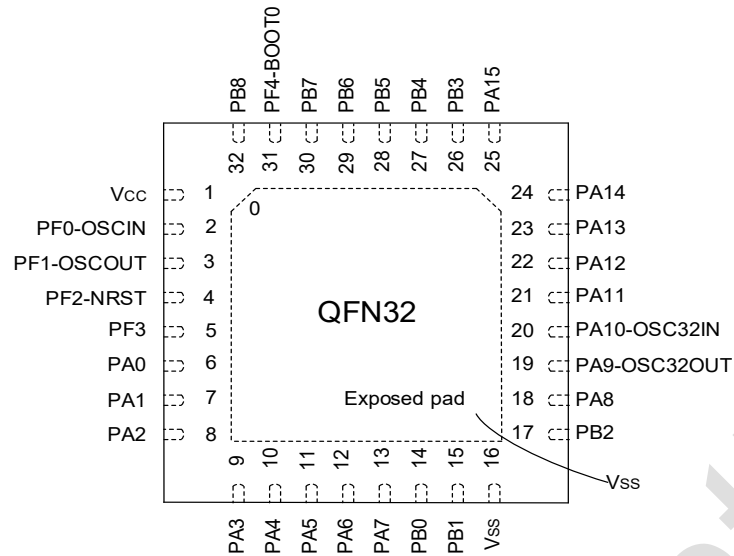 PB8
PF4-BOOT0
PB7
PB6
PB5
PB4
PB3
PA15
32
31
30
29
28
27
26
25
VCC 1
PF0-OSCIN 2
PF1-OSCOUT 3
PF2-NRST 4
PF3 5
PA0 6
PA1 7
PA2 8
0
QFN32
Exposed pad
24 PA14
23 PA13
22 PA12
21 PA11
20 PA10-OSC32IN
19 PA9-OSC32OUT
18 PA8
17 PB2
VSS
9
10
11
12
13
14
15
16
PA3
PA4
PA5
PA6
PA7
PB0
PB1
VSS